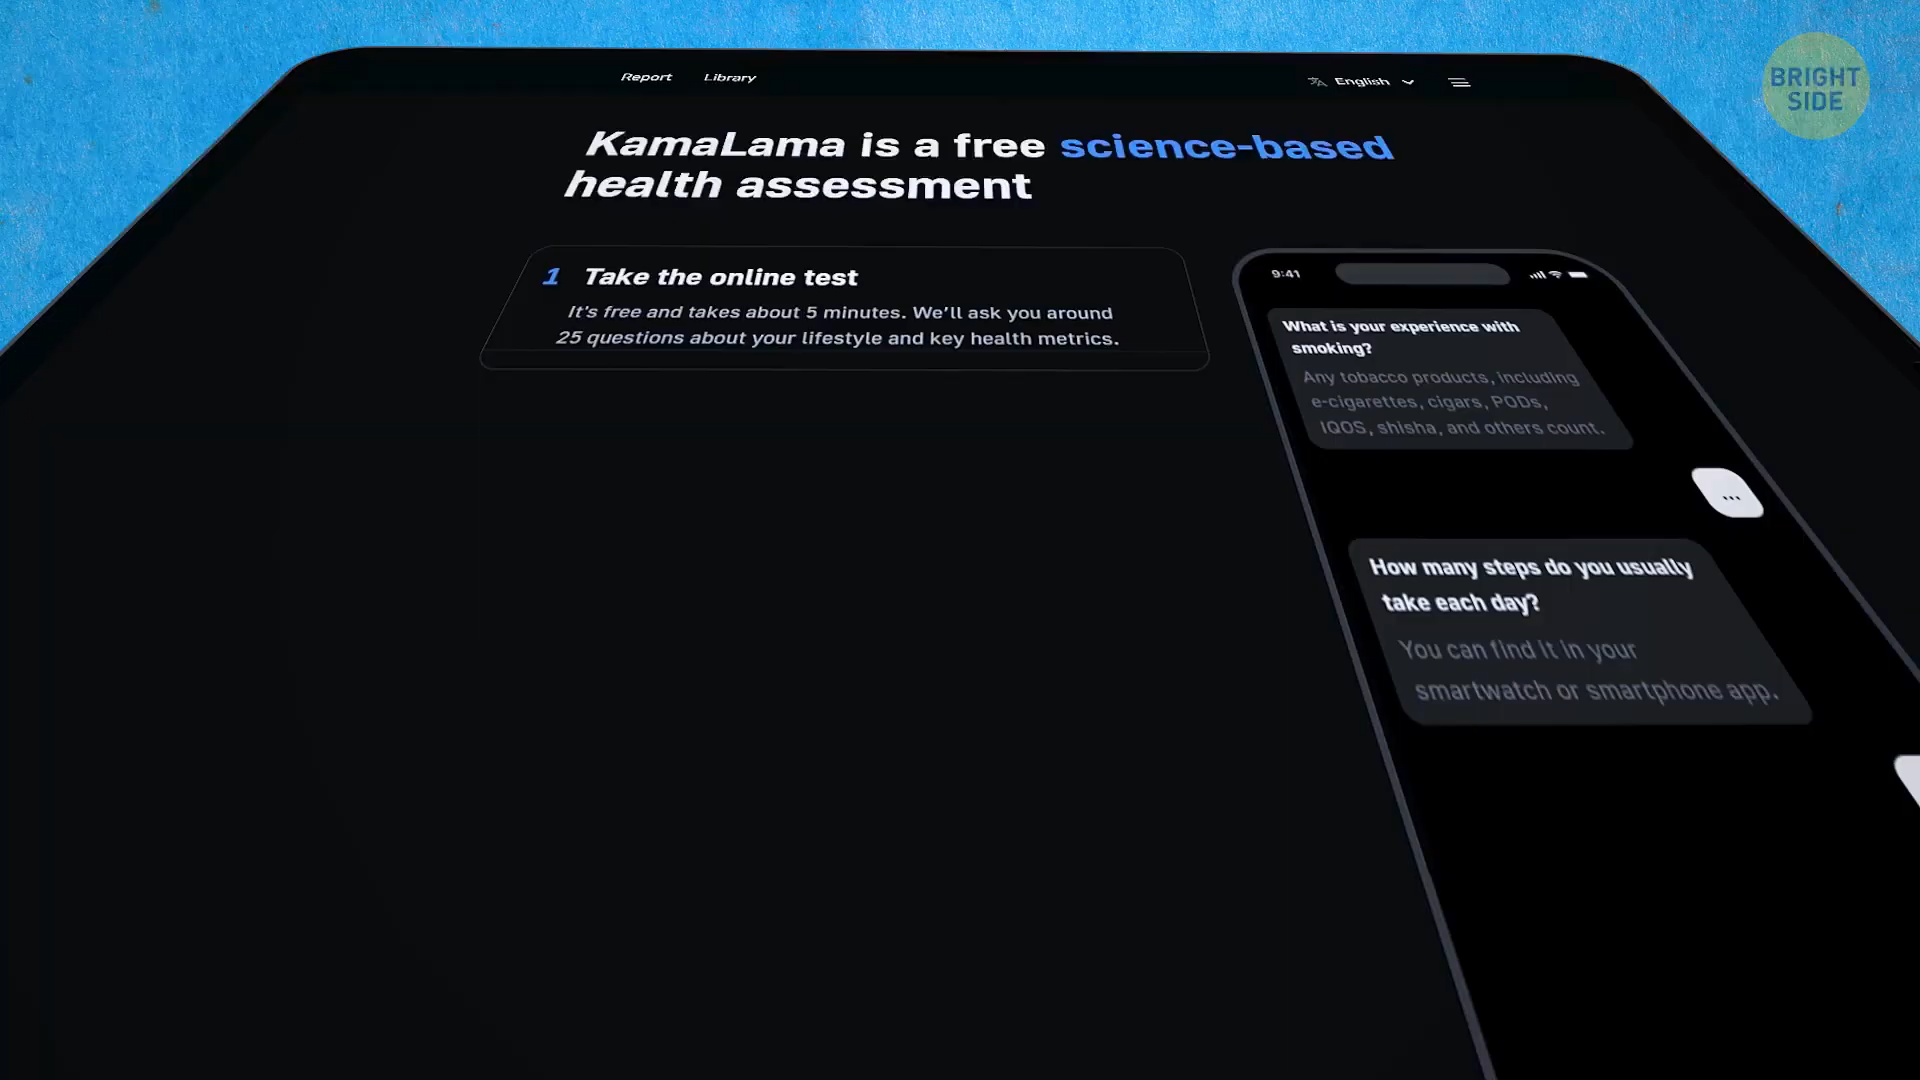 Report Library English
BRIGHT
SIDE
KamaLama is a free science-based
health assessment
1 Take the online test
It's free and takes about 5 minutes. We'll ask you around
25 questions about your lifestyle and key health metrics.
9:41
What is your experience with
smoking?
Any tobacco products, including
e-cigarettes, cigars, PODs,
IQOS, shisha, and others count.
...
How many steps do you usually
take each day?
You can find it in your
smartwatch or smartphone app.